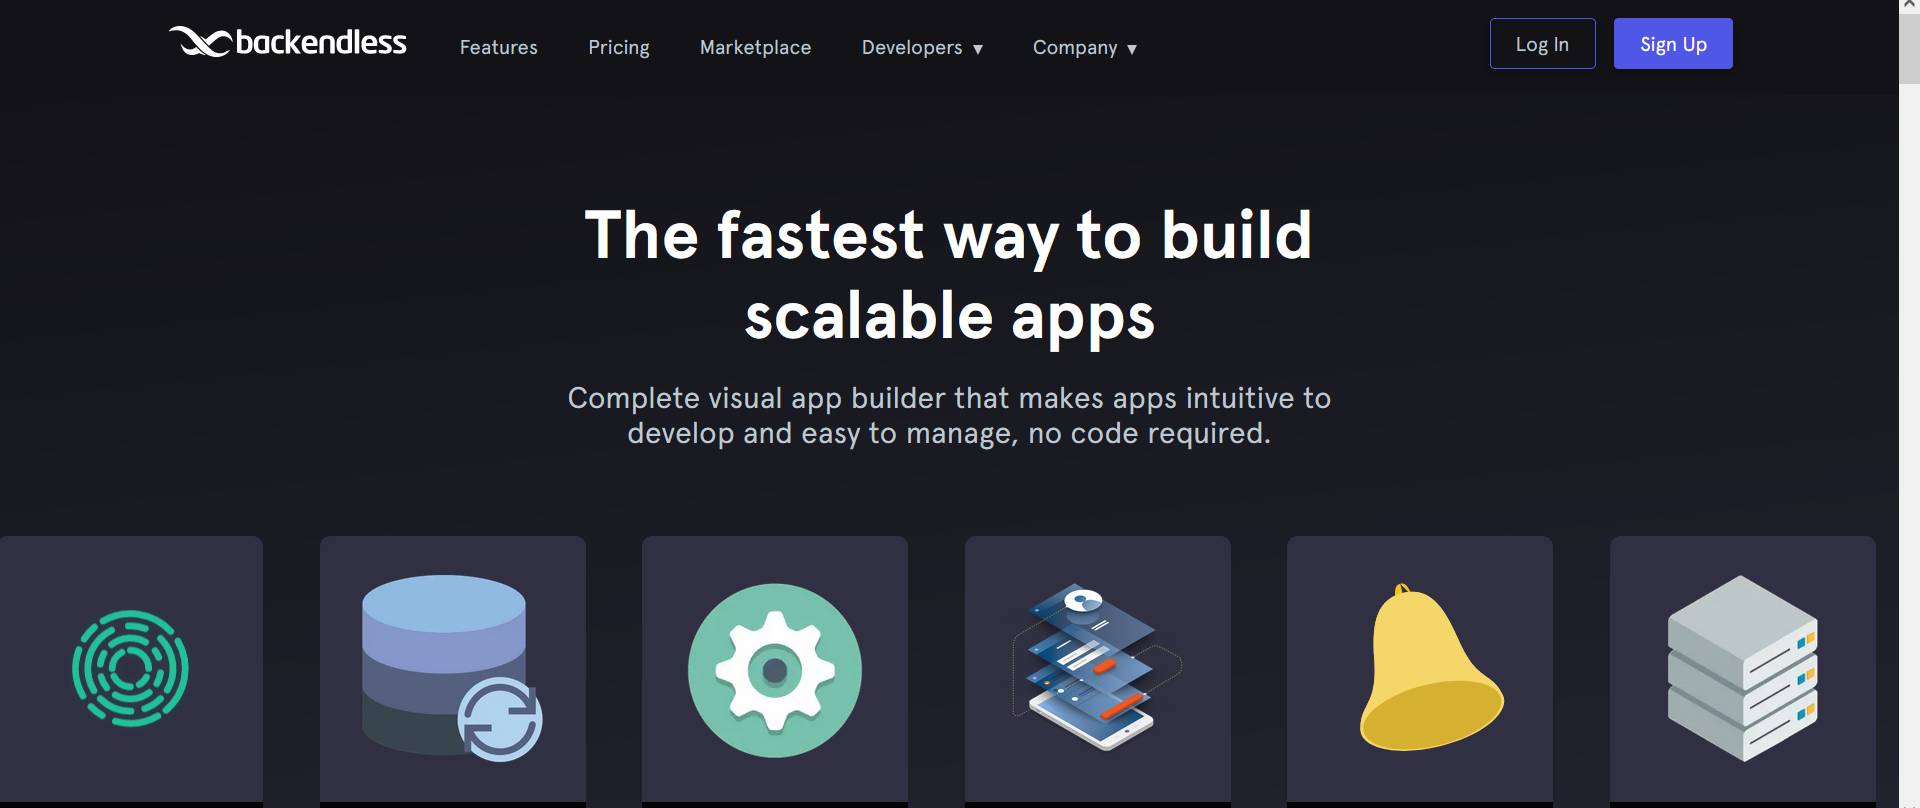 backendless
Features
Pricing
Marketplace
Developers ▼
Company ▼
Log In
Sign Up
The fastest way to build
scalable apps
Complete visual app builder that makes apps intuitive to
develop and easy to manage, no code required.